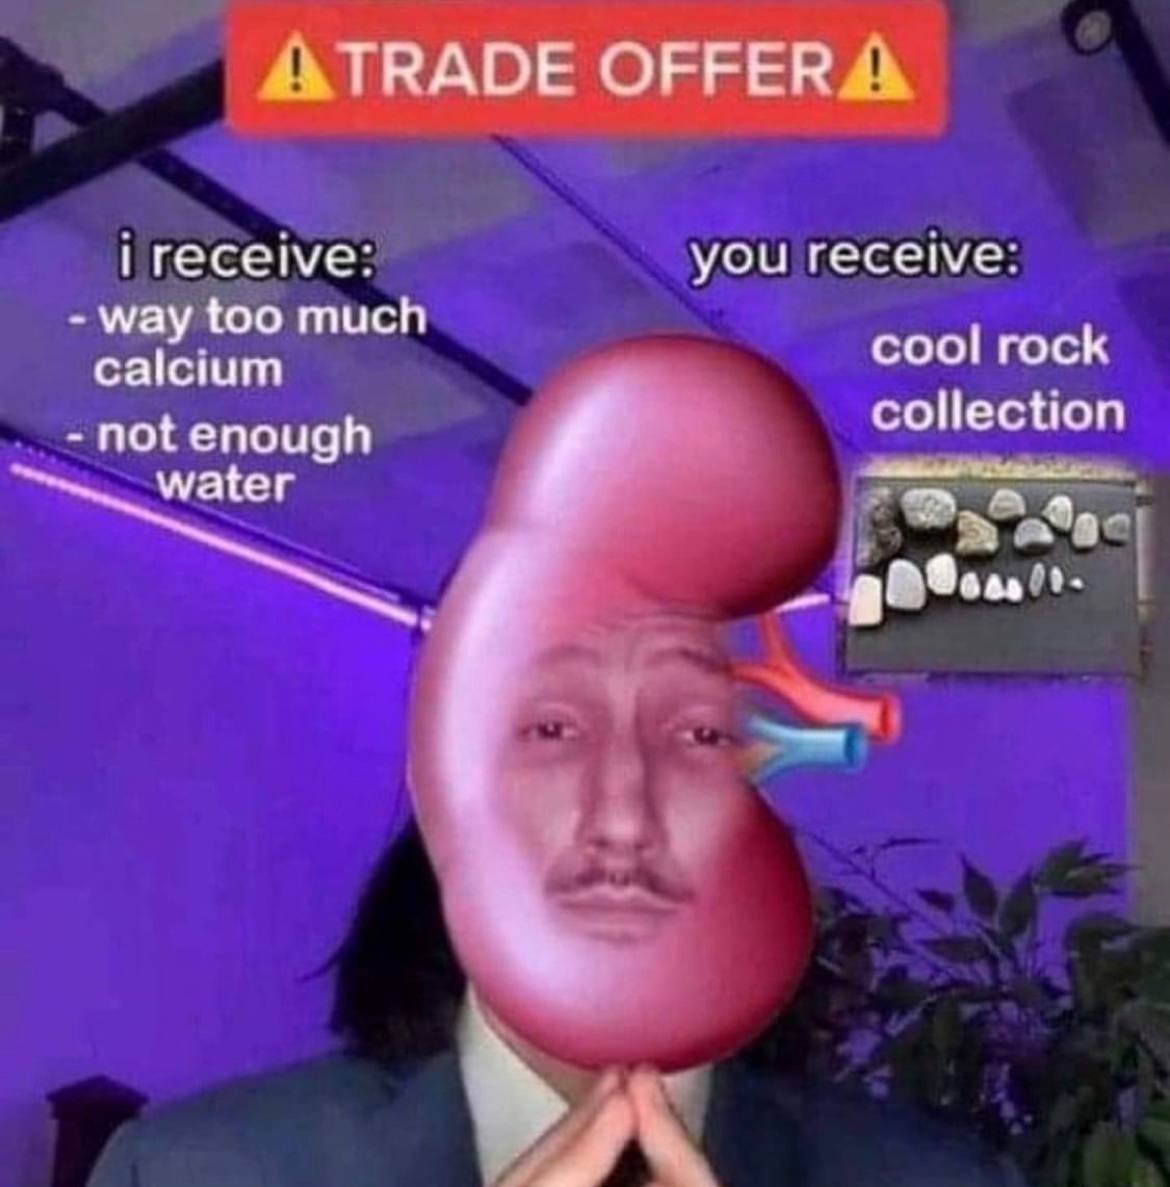 ⚠TRADE OFFER⚠
i receive:
- way too much
calcium
- not enough
water
you receive:
cool rock
collection